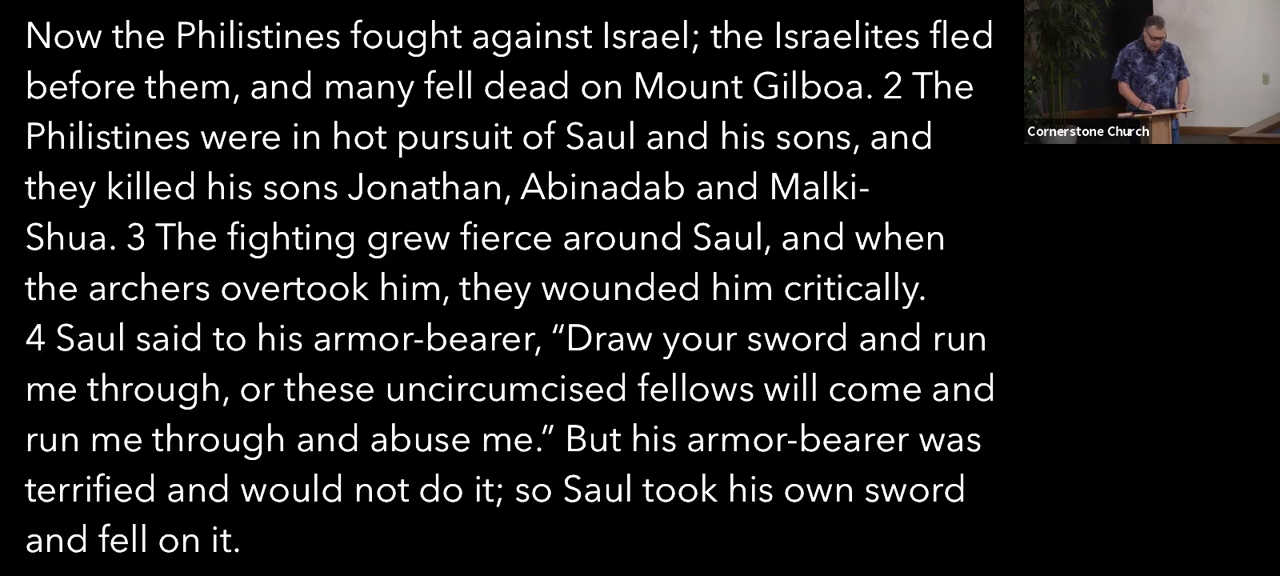 Now the Philistines fought against Israel; the Israelites fled
before them, and many fell dead on Mount Gilboa. 2 The
Philistines were in hot pursuit of Saul and his sons, and
they killed his sons Jonathan, Abinadab and Malki-
Shua. 3 The fighting grew fierce around Saul, and when
the archers overtook him, they wounded him critically.
4 Saul said to his armor-bearer, “Draw your sword and run
me through, or these uncircumcised fellows will come and
run me through and abuse me.” But his armor-bearer was
terrified and would not do it; so Saul took his own sword
and fell on it.
Cornerstone Church